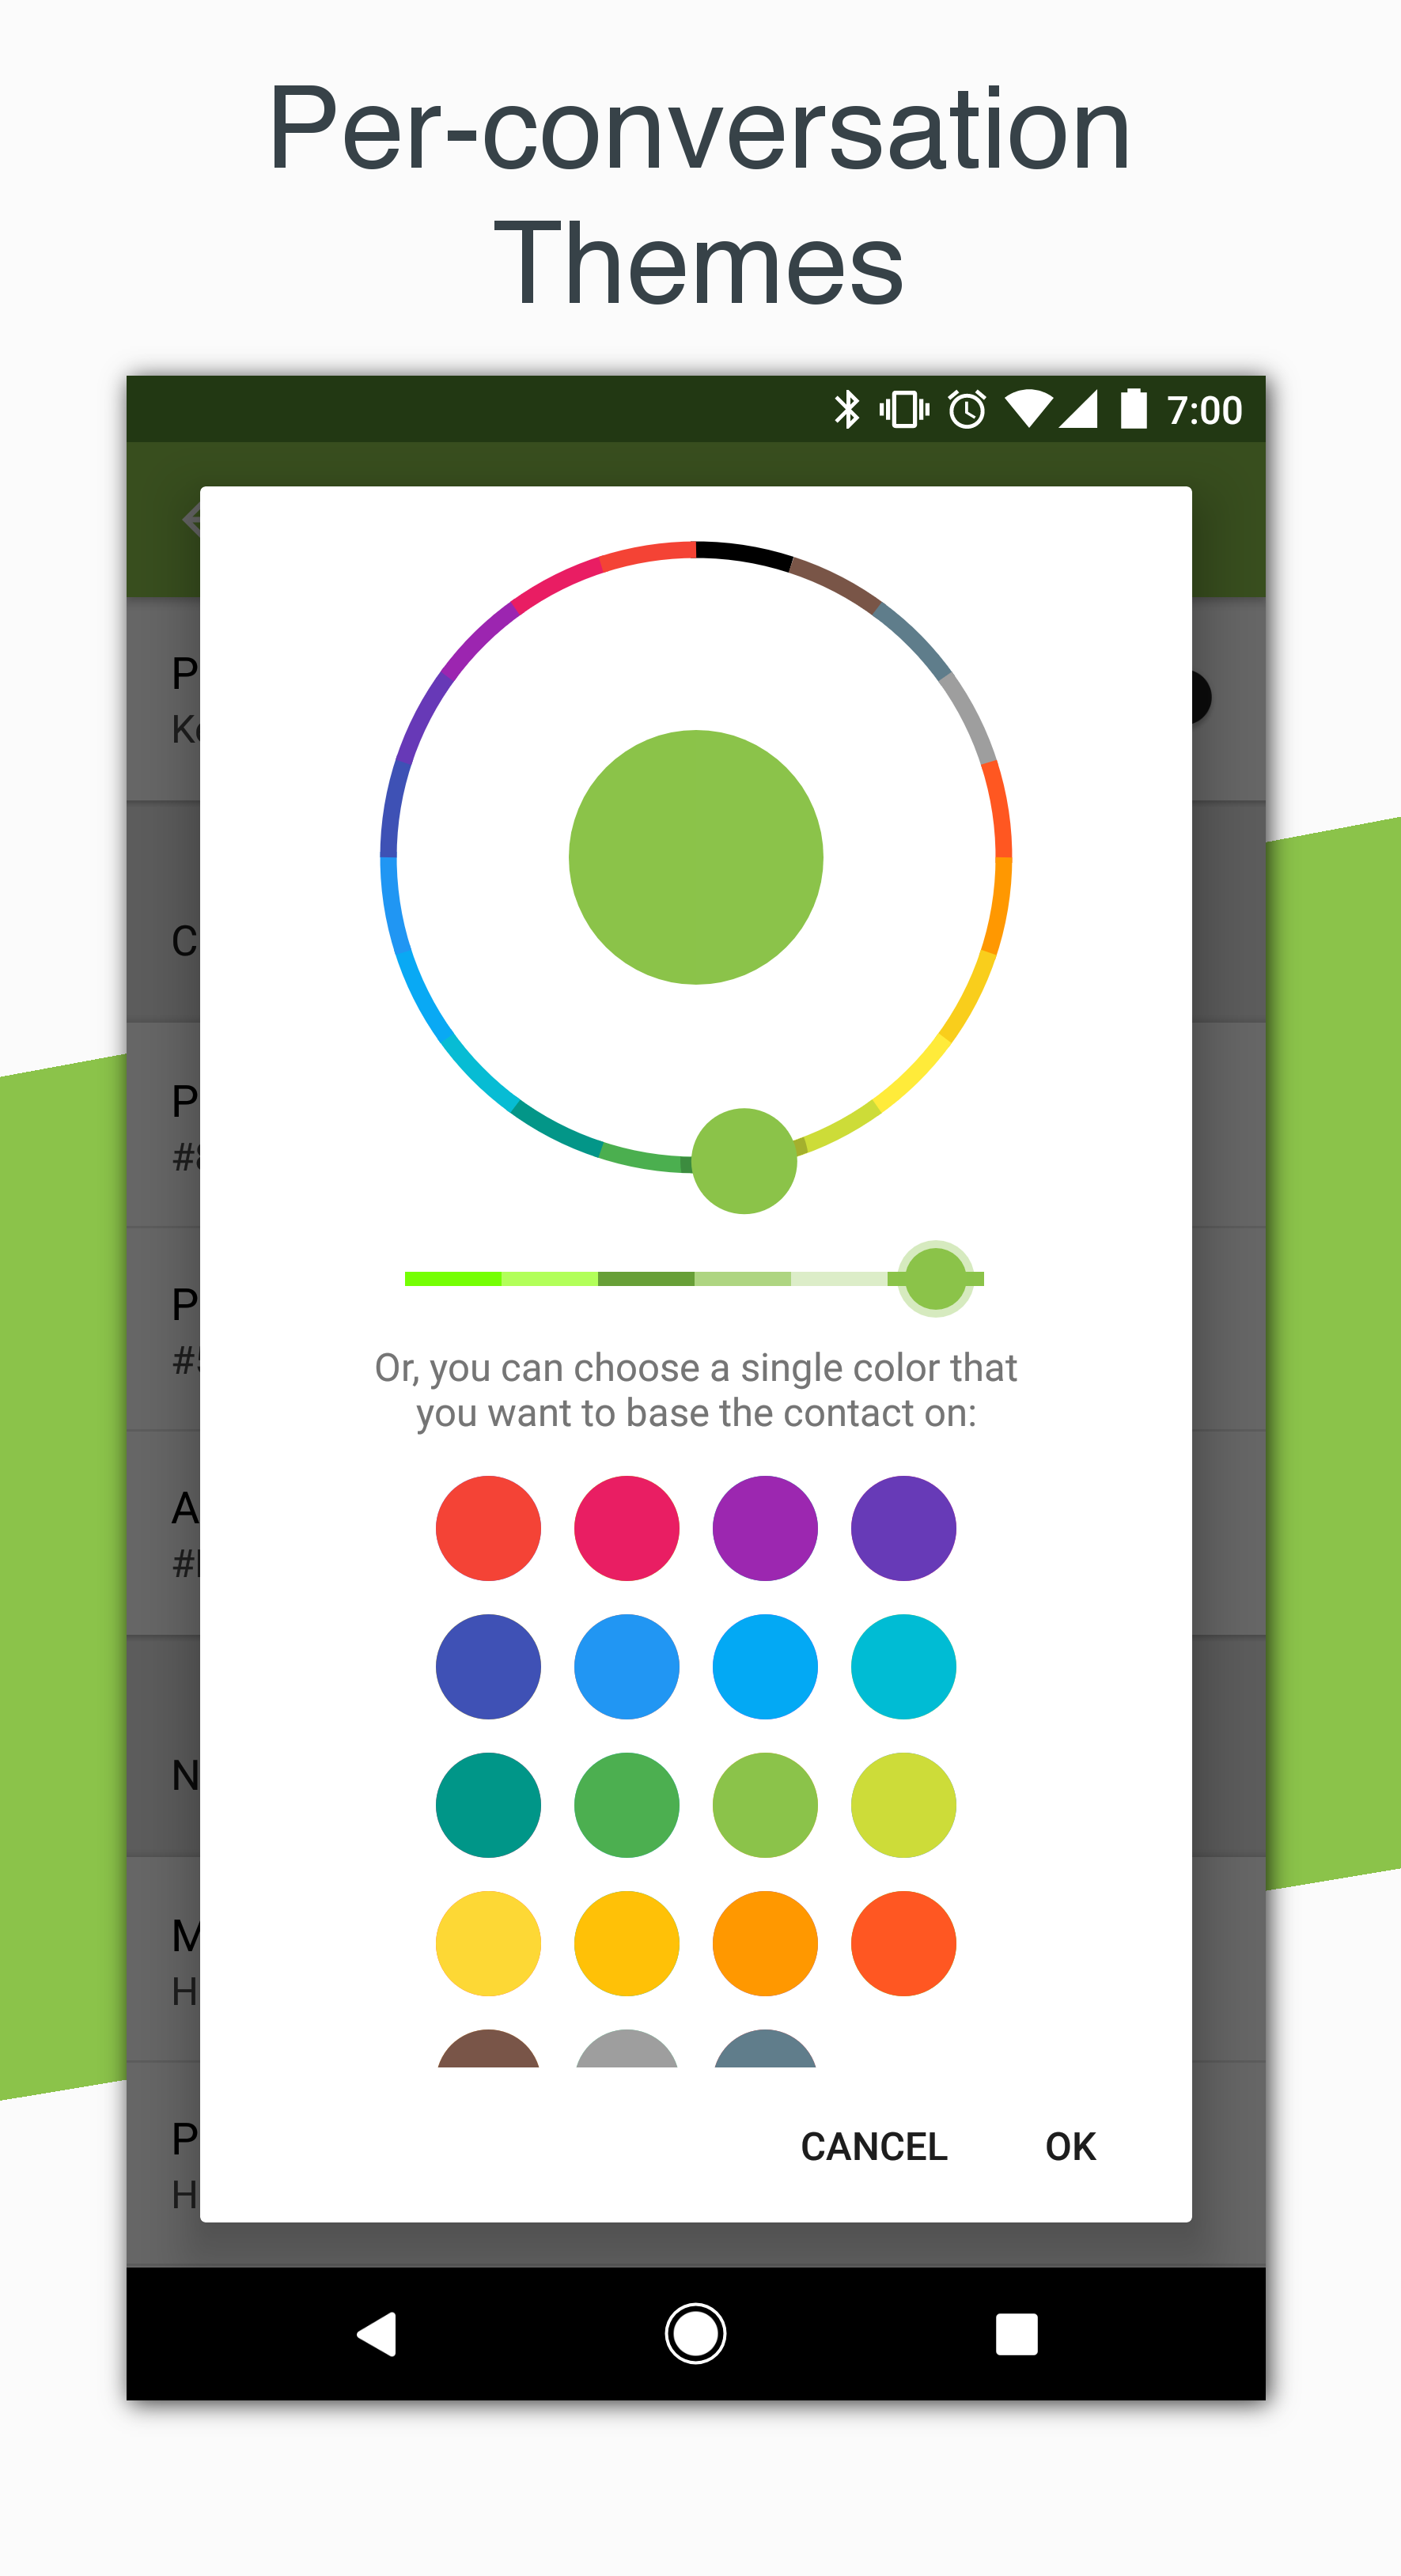 Per-conversation
Themes
7:00
Or, you can choose a single color that
you want to base the contact on:
CANCEL
OK